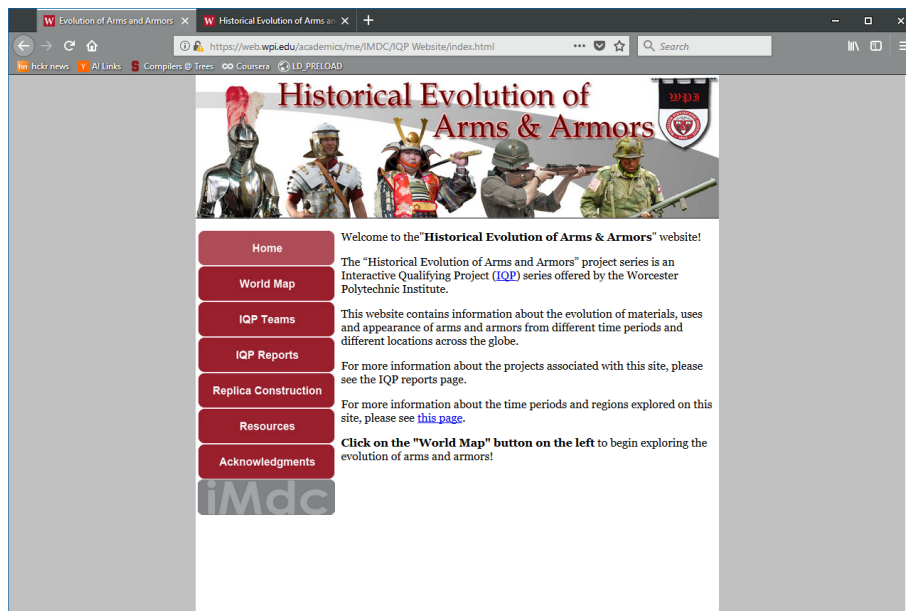 Evolution of Arms and Armors
Historical Evolution of Arms an
https://web.wpi.edu/academics/me/IMDC/IQP Website/index.html
Search
hn hckr news
Y AI Links
S Compilers @ Trees
Coursera
LD_PRELOAD
Historical Evolution of
Arms & Armors
WPI
Home
World Map
IQP Teams
IQP Reports
Replica Construction
Resources
Acknowledgments
iMdc
Welcome to the"Historical Evolution of Arms & Armors" website!
The “Historical Evolution of Arms and Armors” project series is an
Interactive Qualifying Project (IQP) series offered by the Worcester
Polytechnic Institute.
This website contains information about the evolution of materials, uses
and appearance of arms and armors from different time periods and
different locations across the globe.
For more information about the projects associated with this site, please
see the IQP reports page.
For more information about the time periods and regions explored on this
site, please see this page.
Click on the "World Map" button on the left to begin exploring the
evolution of arms and armors!